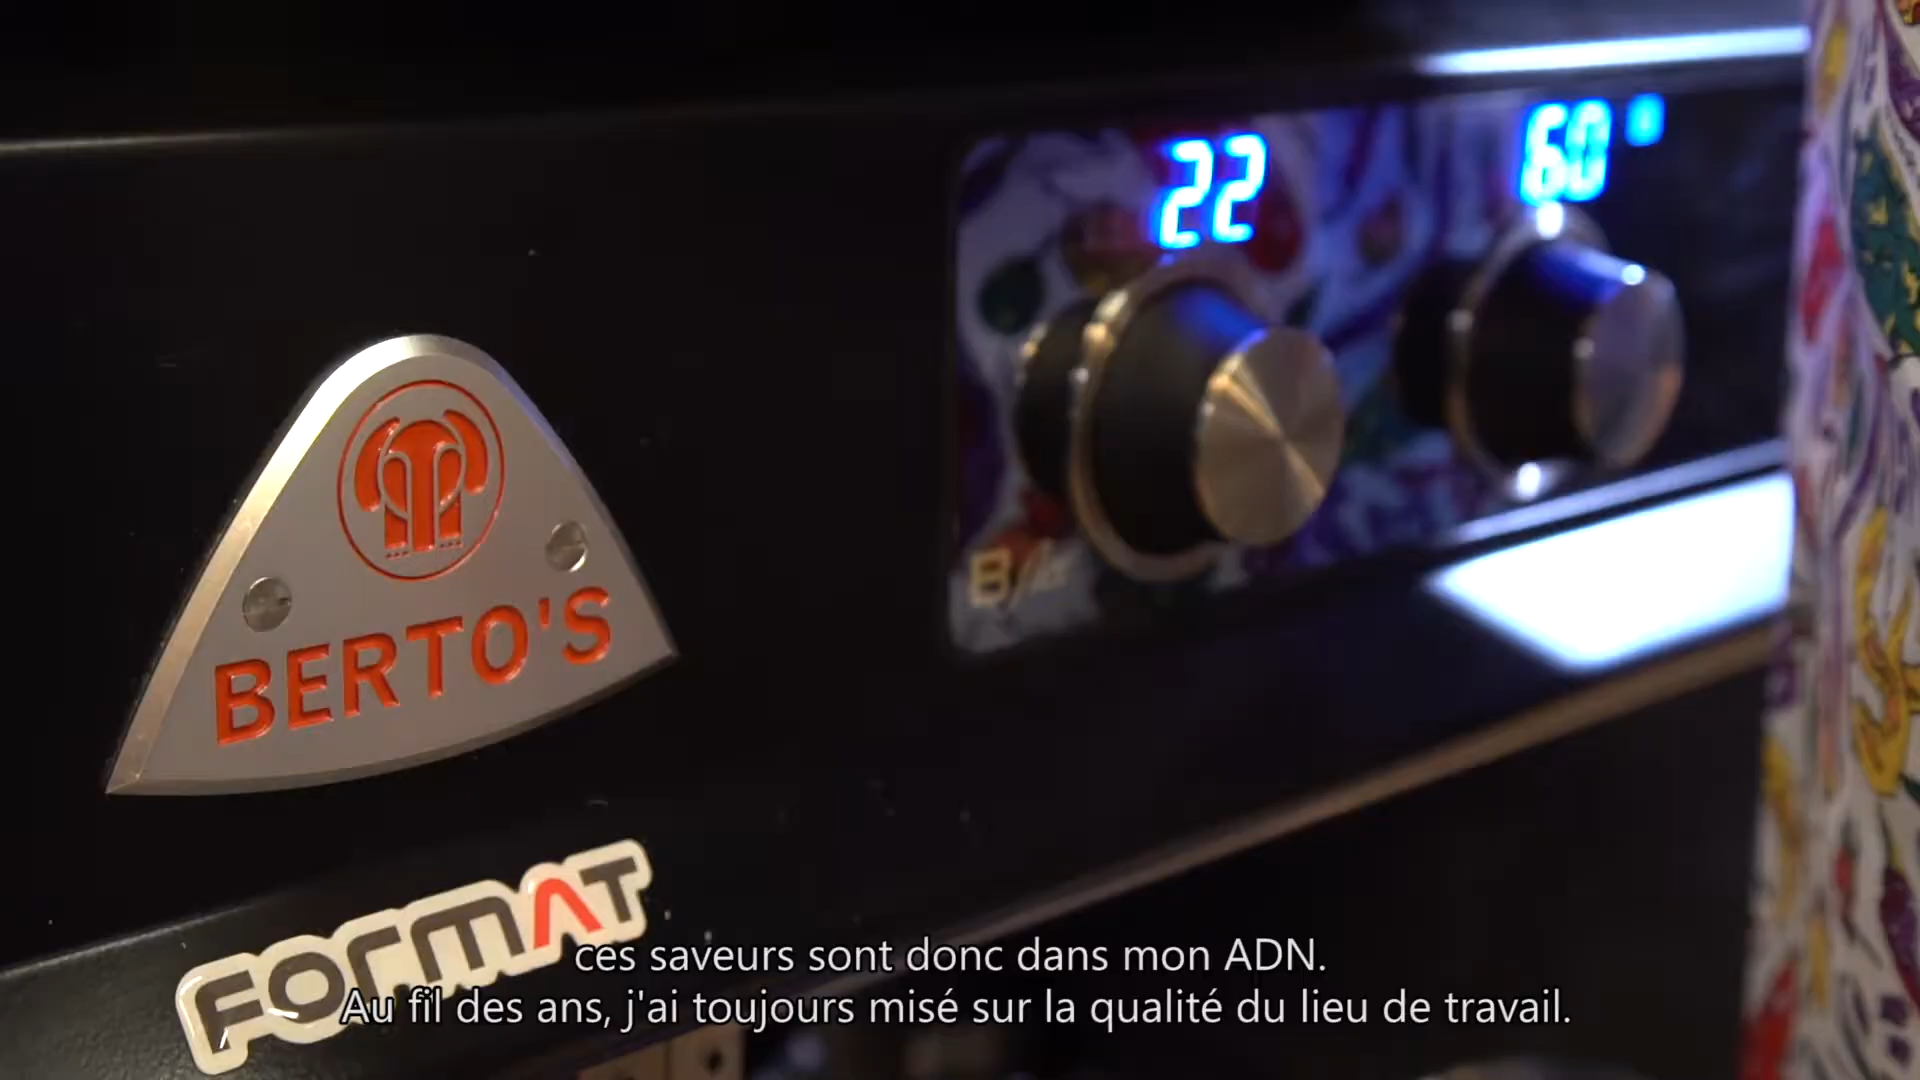 22
60°
BERTO'S
FORMAT
ces saveurs sont donc dans mon ADN.
Au fil des ans, j'ai toujours misé sur la qualité du lieu de travail.